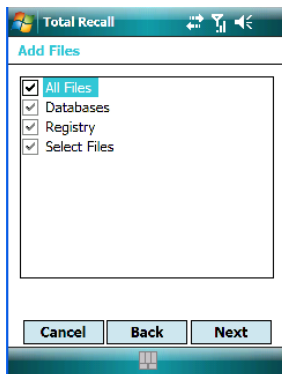 Total Recall
Add Files
All Files
Databases
Registry
Select Files
Cancel Back Next